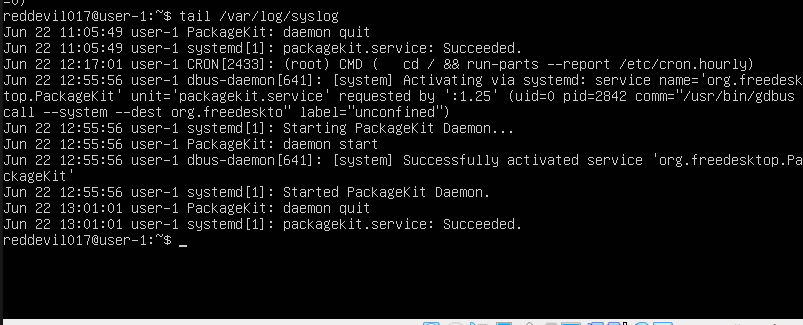 =0)
reddevil017@user-1:~$ tail /var/log/syslog
Jun 22 11:05:49 user-1 PackageKit: daemon quit
Jun 22 11:05:49 user-1 systemd[1]: packagekit.service: Succeeded.
Jun 22 12:17:01 user-1 CRON[2433]: (root) CMD (   cd / && run-parts --report /etc/cron.hourly)
Jun 22 12:55:56 user-1 dbus-daemon[641]: [system] Activating via systemd: service name='org.freedesk
top.PackageKit' unit='packagekit.service' requested by ':1.25' (uid=0 pid=2842 comm="/usr/bin/gdbus
call --system --dest org.freedeskto" label="unconfined")
Jun 22 12:55:56 user-1 systemd[1]: Starting PackageKit Daemon...
Jun 22 12:55:56 user-1 PackageKit: daemon start
Jun 22 12:55:56 user-1 dbus-daemon[641]: [system] Successfully activated service 'org.freedesktop.Pa
ckageKit'
Jun 22 12:55:56 user-1 systemd[1]: Started PackageKit Daemon.
Jun 22 13:01:01 user-1 PackageKit: daemon quit
Jun 22 13:01:01 user-1 systemd[1]: packagekit.service: Succeeded.
reddevil017@user-1:~$ _